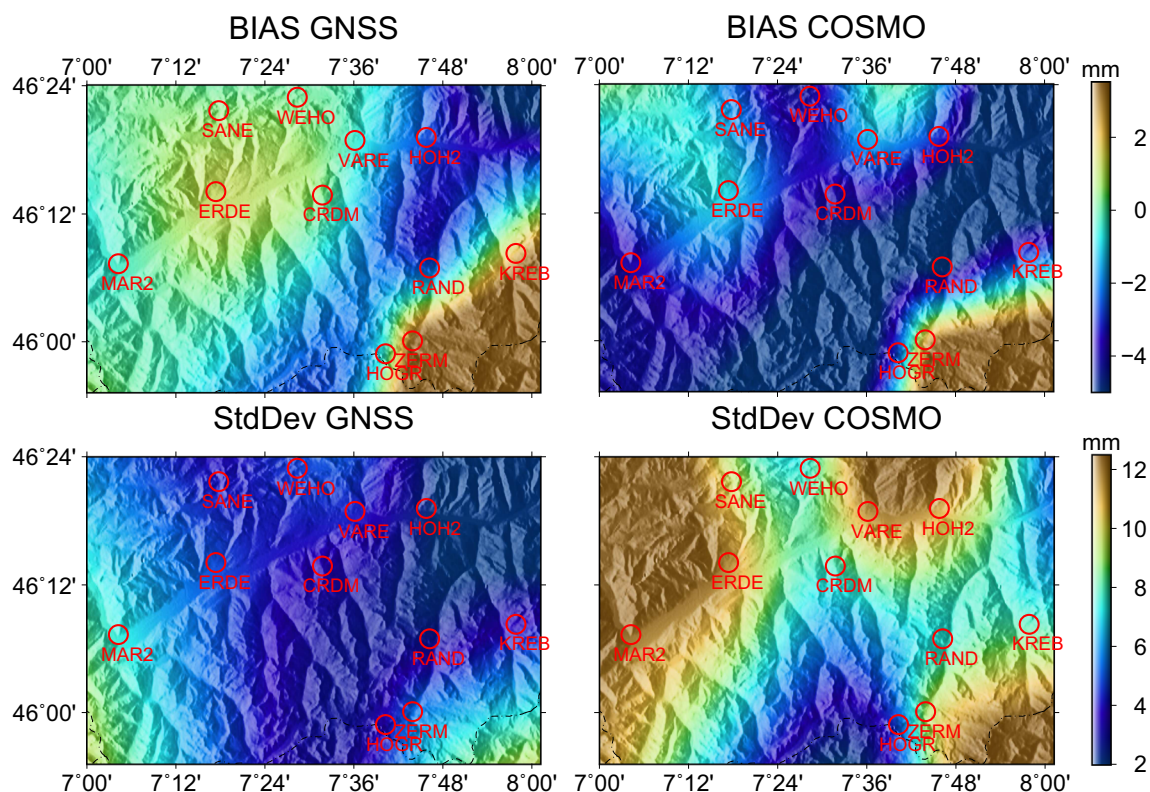 BIAS GNSS
BIAS COSMO
7˚00' 7˚12' 7˚24' 7˚36' 7˚48' 8˚00'
7˚00' 7˚12' 7˚24' 7˚36' 7˚48' 8˚00'
mm
46˚24'
46˚12'
46˚00'
SANE
WEHO
VARE
HOH2
ERDE
CRDM
MAR2
RAND
KREB
ZERM
HOGR
SANE
WEHO
VARE
HOH2
ERDE
CRDM
MAR2
RAND
KREB
ZERM
HOGR
2
0
−2
−4
StdDev GNSS
StdDev COSMO
mm
46˚24'
46˚12'
46˚00'
SANE
WEHO
VARE
HOH2
ERDE
CRDM
MAR2
RAND
KREB
ZERM
HOGR
SANE
WEHO
VARE
HOH2
ERDE
CRDM
MAR2
RAND
KREB
ZERM
HOGR
12
10
8
6
4
2
7˚00' 7˚12' 7˚24' 7˚36' 7˚48' 8˚00'
7˚00' 7˚12' 7˚24' 7˚36' 7˚48' 8˚00'